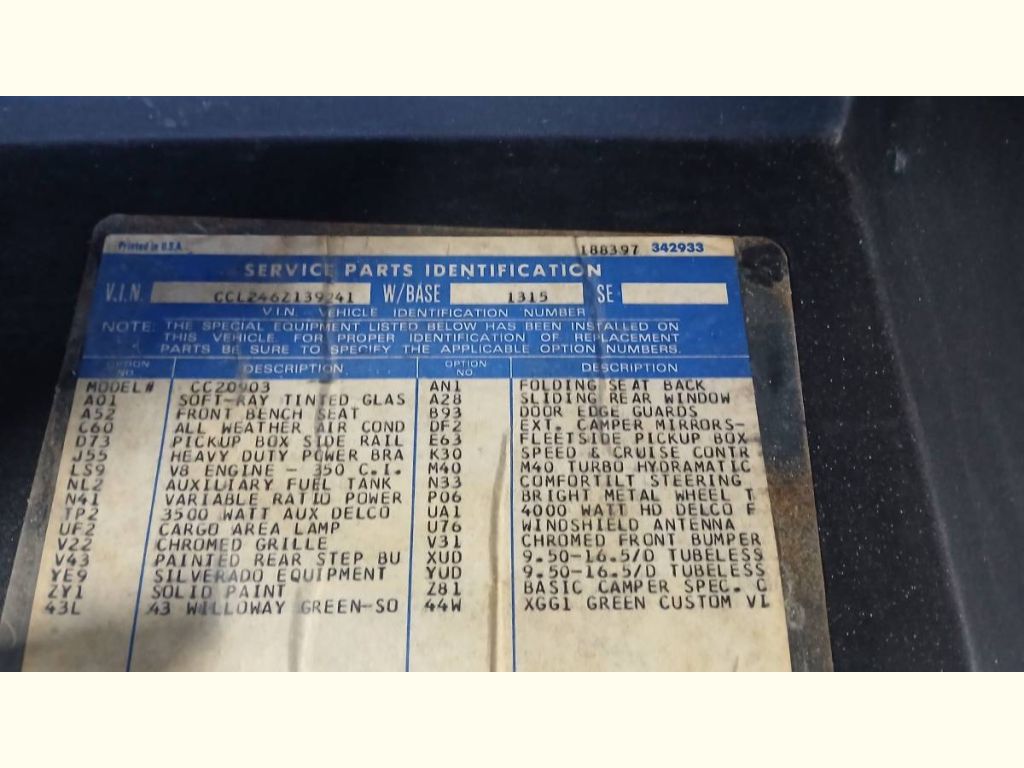 Printed in U.S.A. 188397 342933
SERVICE PARTS IDENTIFICATION
V.I.N. CCL246Z139241 W/BASE 1315 SE
V.I.N. - VEHICLE IDENTIFICATION NUMBER
NOTE: THE SPECIAL EQUIPMENT LISTED BELOW HAS BEEN INSTALLED ON
THIS VEHICLE. FOR PROPER IDENTIFICATION OF REPLACEMENT
PARTS BE SURE TO SPECIFY THE APPLICABLE OPTION NUMBERS.
OPTION NO. DESCRIPTION OPTION NO. DESCRIPTION
MODEL# CC20903 AN1 FOLDING SEAT BACK
A01 SOFT-RAY TINTED GLAS A28 SLIDING REAR WINDOW
A52 FRONT BENCH SEAT B93 DOOR EDGE GUARDS
C60 ALL WEATHER AIR COND DF2 EXT. CAMPER MIRRORS-
D73 PICKUP BOX SIDE RAIL E63 FLEETSIDE PICKUP BOX
J55 HEAVY DUTY POWER BRA K30 SPEED & CRUISE CONTR
LS9 V8 ENGINE - 350 C.I. M40 M40 TURBO HYDRAMATIC
NL2 AUXILIARY FUEL TANK N33 COMFORTILT STEERING
N41 VARIABLE RATIO POWER P06 BRIGHT METAL WHEEL T
TP2 3500 WATT AUX DELCO UA1 4000 WATT HD DELCO F
UF2 CARGO AREA LAMP U76 WINDSHIELD ANTENNA
V22 CHROMED GRILLE V31 CHROMED FRONT BUMPER
V43 PAINTED REAR STEP BU XUD 9.50-16.5/D TUBELESS
YE9 SILVERADO EQUIPMENT YUD 9.50-16.5/D TUBELESS
ZY1 SOLID PAINT Z81 BASIC CAMPER SPEC. C
43L 43 WILLOWAY GREEN-SO 44W XGG1 GREEN CUSTOM VI